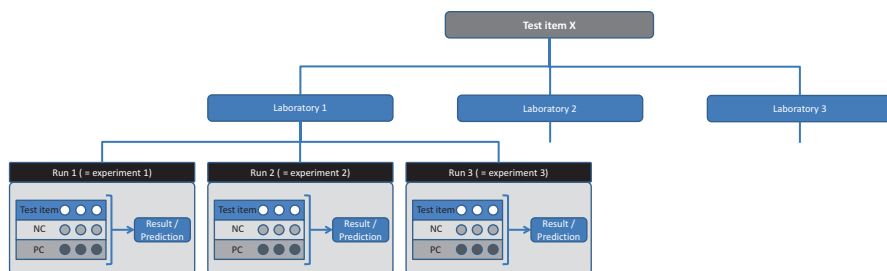 Test item X
Laboratory 1
Laboratory 2
Laboratory 3
Run 1 ( = experiment 1)
Run 2 ( = experiment 2)
Run 3 ( = experiment 3)
Test item
NC
PC
Result /
Prediction
Test item
NC
PC
Result /
Prediction
Test item
NC
PC
Result /
Prediction